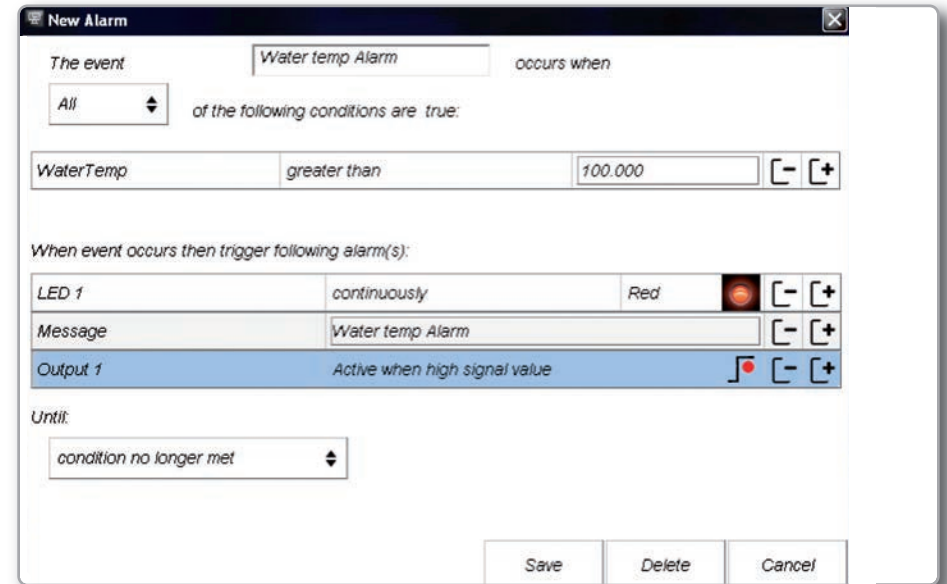 New Alarm
The event Water temp Alarm occurs when
All of the following conditions are true:
WaterTemp greater than 100.000
When event occurs then trigger following alarm(s):
LED 1 continuously Red
Message Water temp Alarm
Output 1 Active when high signal value
Until:
condition no longer met
Save Delete Cancel